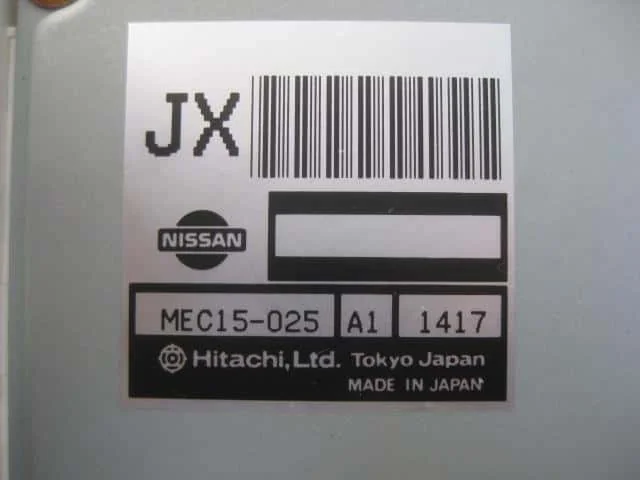 JX
NISSAN
MEC15-025 A1 1417
Hitachi, Ltd. Tokyo Japan
MADE IN JAPAN